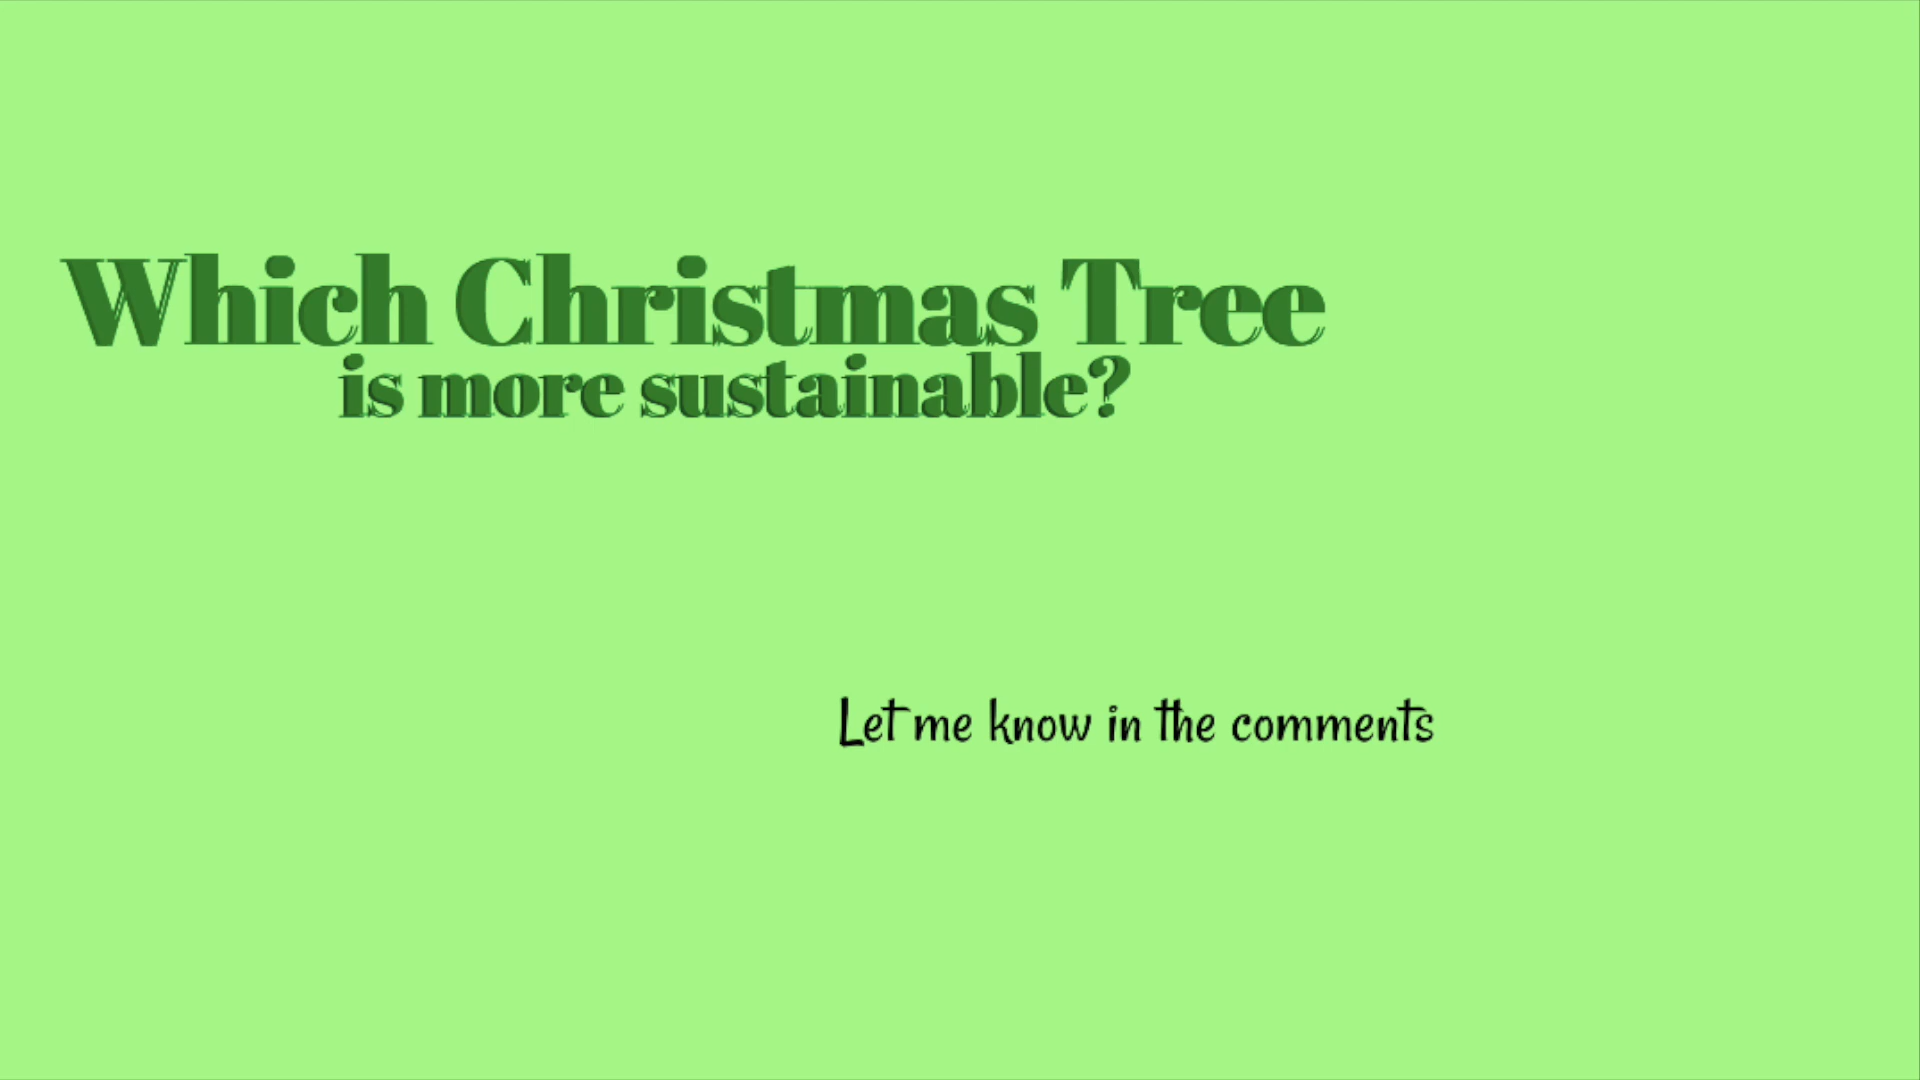 Which Christmas Tree
is more sustainable?
Let me know in the comments